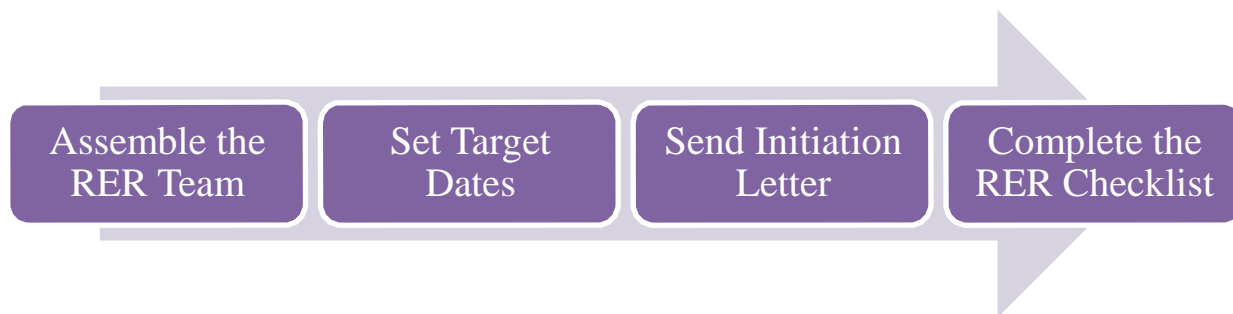 Assemble the
RER Team
Set Target
Dates
Send Initiation
Letter
Complete the
RER Checklist